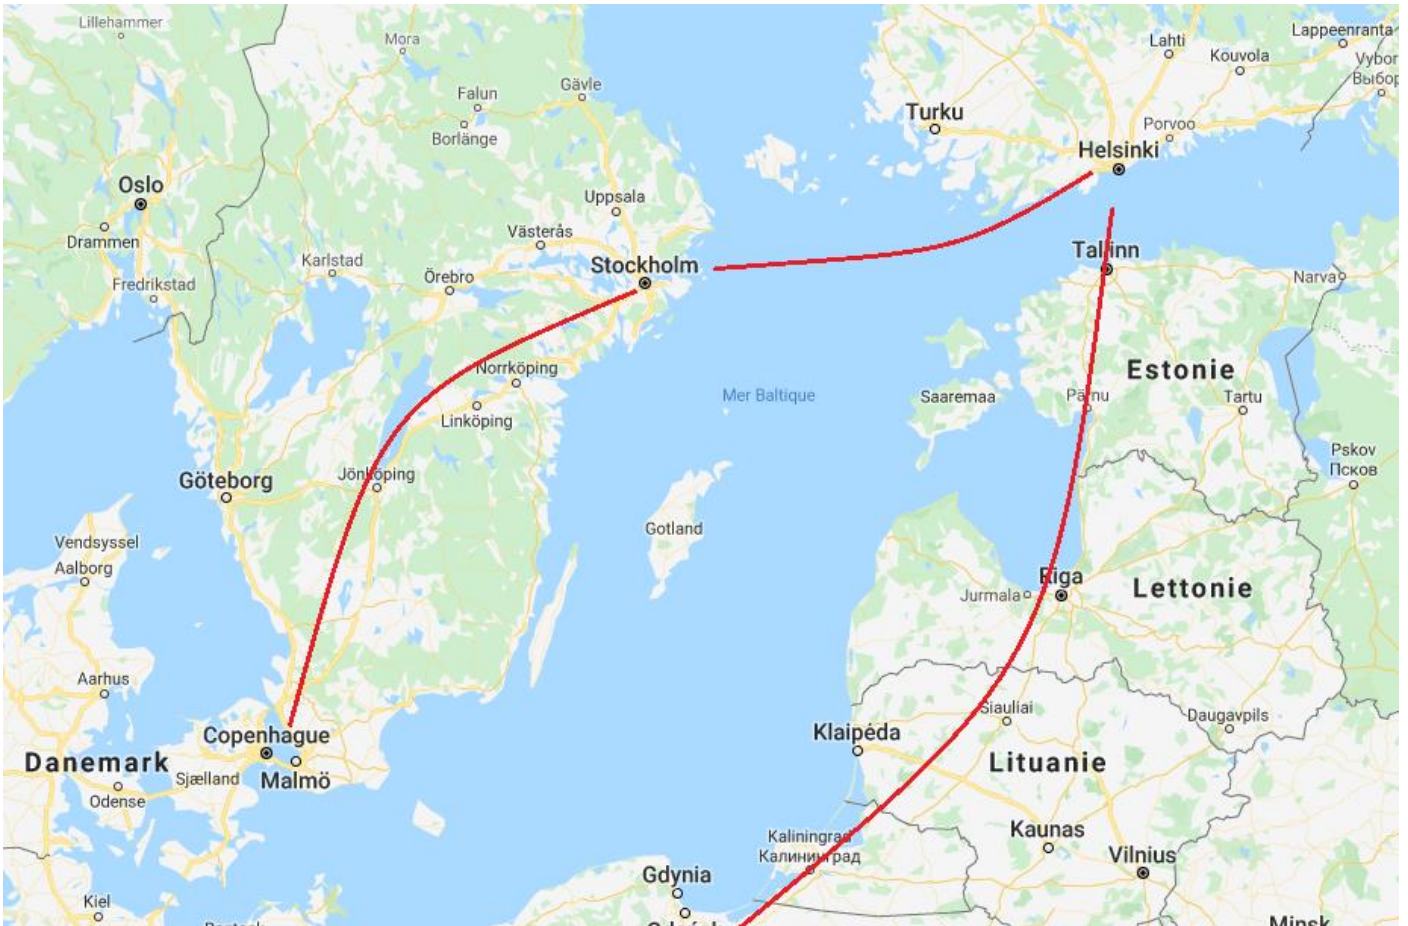 Lillehammer
Mora
Lahti
Lappeenranta
Kouvola
Vybor
Выбор
Gävle
Falun
Borlänge
Turku
Porvoo
Helsinki
Oslo
Uppsala
Drammen
Västerås
Karlstad
Stockholm
Tallinn
Örebro
Fredrikstad
Narva
Norrköping
Estonie
Mer Baltique
Saaremaa
Pärnu
Tartu
Linköping
Pskov
Псков
Jönköping
Göteborg
Gotland
Vendsyssel
Aalborg
Riga
Jurmala
Lettonie
Aarhus
Siauliai
Daugavpils
Copenhague
Klaipėda
Danemark
Sjælland
Malmö
Lituanie
Odense
Kaliningrad
Калининград
Kaunas
Vilnius
Gdynia
Kiel
Minsk